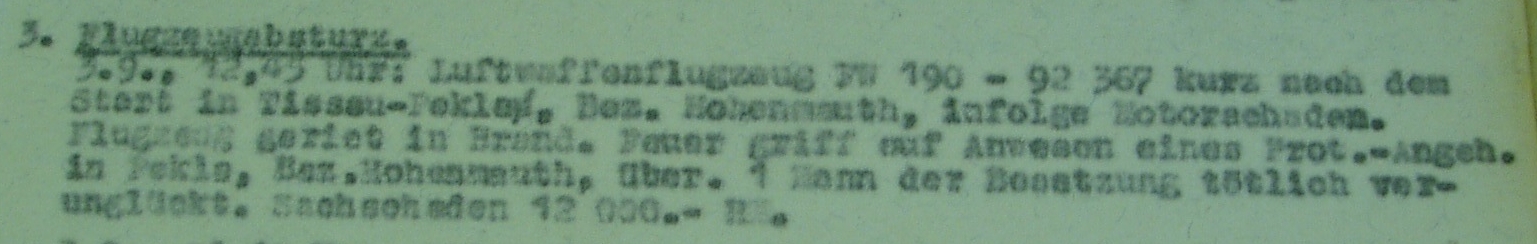 3. Flugzeugabsturz.
3.9., 12,45 Uhr: Luftwaffenflugzeug FW 190 - 92 367 kurz nach dem
Start in Tissau-Pekla, Bez. Hohenmauth, infolge Motorschaden.
Flugzeug geriet in Brand. Feuer griff auf Anwesen eines Prot.-Angeh.
in Pekla, Bez.Hohenmauth, über. 1 Mann der Besatzung tötlich ver-
unglückt. Sachschaden 12 000.- RM.